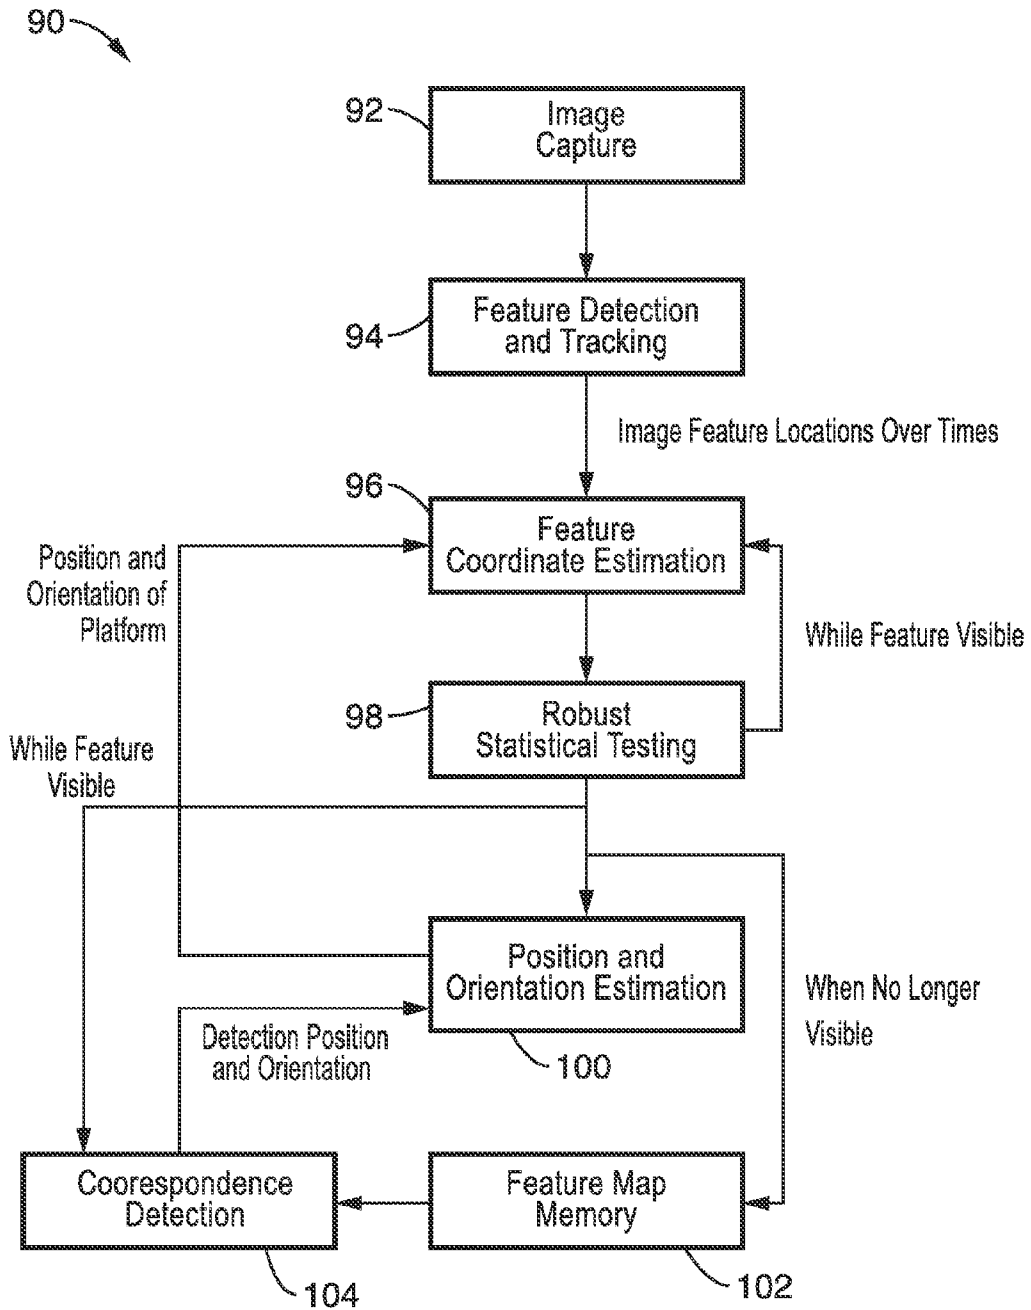 90
92
Image
Capture
94
Feature Detection
and Tracking
Image Feature Locations Over Times
96
Feature
Coordinate Estimation
Position and
Orientation of
Platform
While Feature Visible
98
Robust
Statistical Testing
While Feature
Visible
Position and
Orientation Estimation
100
When No Longer
Visible
Detection Position
and Orientation
Coorespondence
Detection
104
Feature Map
Memory
102